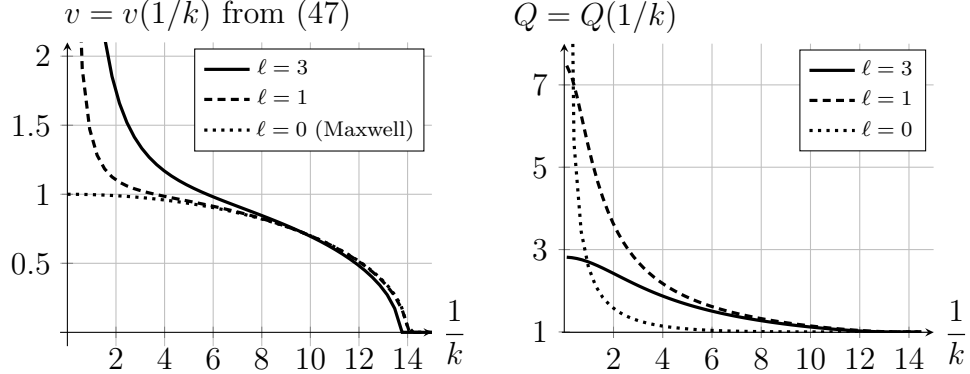 v = v(1/k) from (47)
2
1.5
1
0.5
2 4 6 8 10 12 14
1/k
ℓ = 3
ℓ = 1
ℓ = 0 (Maxwell)
Q = Q(1/k)
7
5
3
1
2 4 6 8 10 12 14
1/k
ℓ = 3
ℓ = 1
ℓ = 0